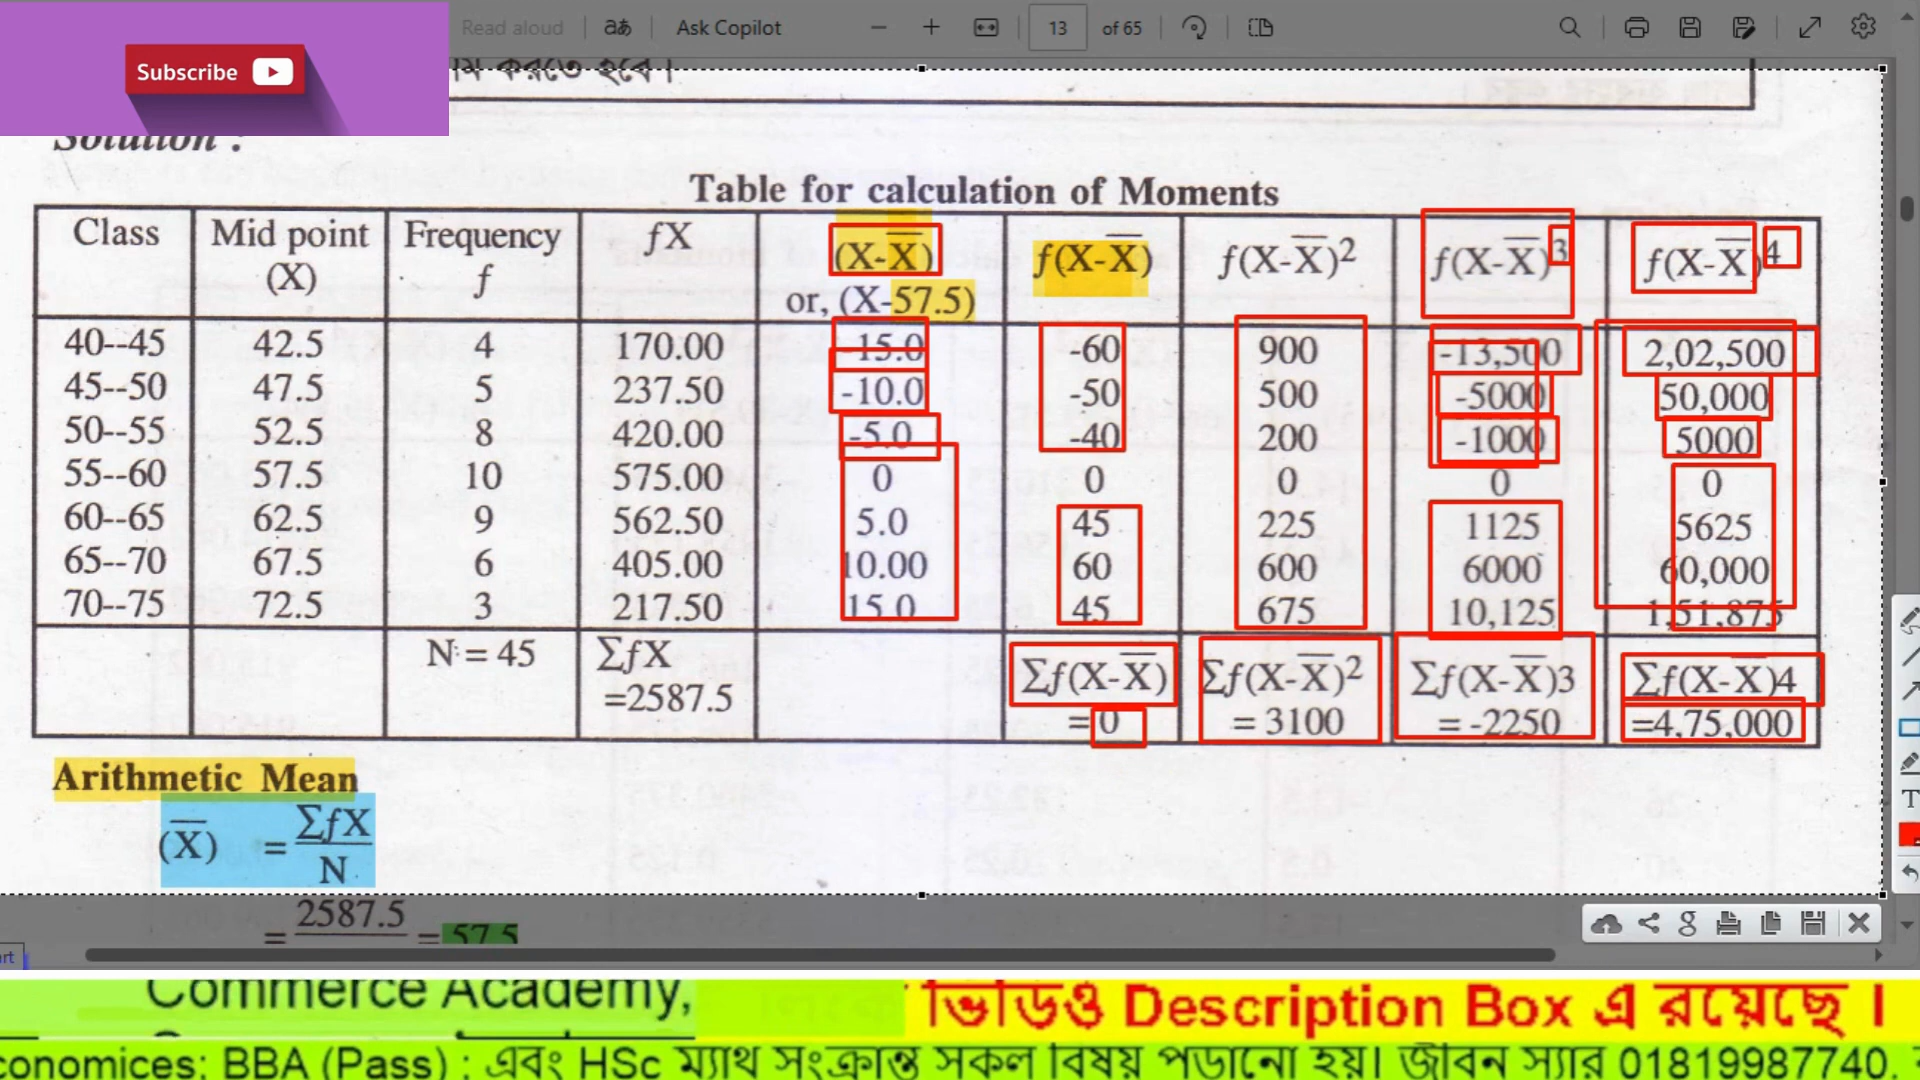 Read aloud
aあ
Ask Copilot
13
of 65
Subscribe
করতে হবে।
Solution :
Table for calculation of Moments
Class Mid point (X) Frequency f fX (X-X̅) or, (X-57.5) f(X-X̅) f(X-X̅)2 f(X-X̅)3 f(X-X̅)4
40--45 42.5 4 170.00 -15.0 -60 900 -13,500 2,02,500
45--50 47.5 5 237.50 -10.0 -50 500 -5000 50,000
50--55 52.5 8 420.00 -5.0 -40 200 -1000 5000
55--60 57.5 10 575.00 0 0 0 0 0
60--65 62.5 9 562.50 5.0 45 225 1125 5625
65--70 67.5 6 405.00 10.00 60 600 6000 60,000
70--75 72.5 3 217.50 15.0 45 675 10,125 1,51,875
N = 45 ΣfX Σf(X-X̅) Σf(X-X̅)2 Σf(X-X̅)3 Σf(X-X̅)4
=2587.5 = 0 = 3100 = -2250 =4,75,000
Arithmetic Mean
(X̅) = ΣfX
N
= 2587.5 = 57.5
Commerce Academy,
ভিডিও Description Box এ রয়েছে ।
conomices; BBA (Pass) ; এবং HSc ম্যাথ সংক্রান্ত সকল বিষয় পড়ানো হয়। জীবন স্যার 01819987740.